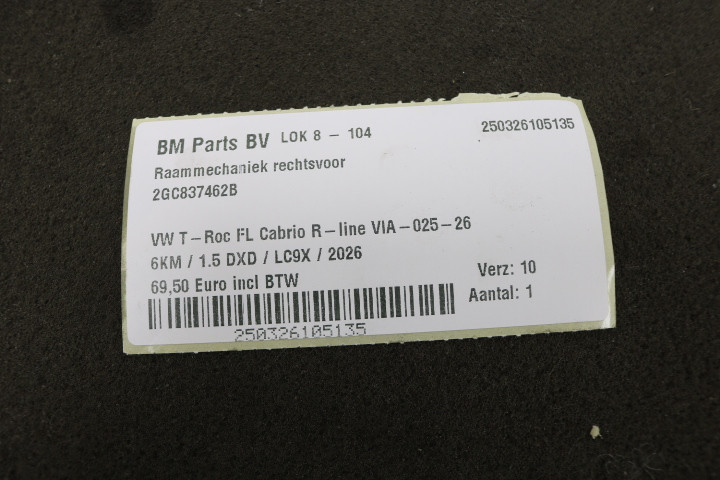 BM Parts BV LOK 8 - 104 250326105135
Raammechaniek rechtsvoor
2GC837462B
VW T-Roc FL Cabrio R-line VIA-025-26
6KM / 1.5 DXD / LC9X / 2026
69,50 Euro incl BTW Verz: 10
Aantal: 1
250326105135